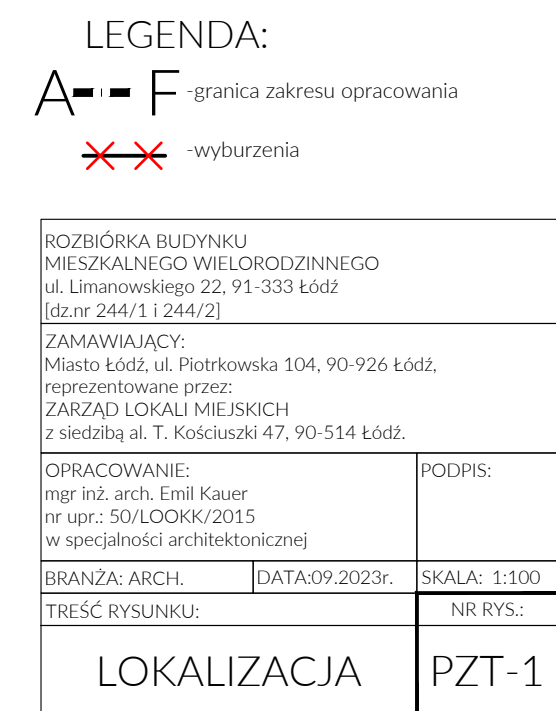 LEGENDA:
A F -granica zakresu opracowania
-wyburzenia
ROZBIÓRKA BUDYNKU
MIESZKALNEGO WIELORODZINNEGO
ul. Limanowskiego 22, 91-333 Łódź
[dz.nr 244/1 i 244/2]
ZAMAWIAJĄCY:
Miasto Łódź, ul. Piotrkowska 104, 90-926 Łódź,
reprezentowane przez:
ZARZĄD LOKALI MIEJSKICH
z siedzibą al. T. Kościuszki 47, 90-514 Łódź.
OPRACOWANIE:
mgr inż. arch. Emil Kauer
nr upr.: 50/LOOKK/2015
w specjalności architektonicznej
PODPIS:
BRANŻA: ARCH.
DATA:09.2023r.
SKALA: 1:100
TREŚĆ RYSUNKU:
NR RYS.:
LOKALIZACJA
PZT-1